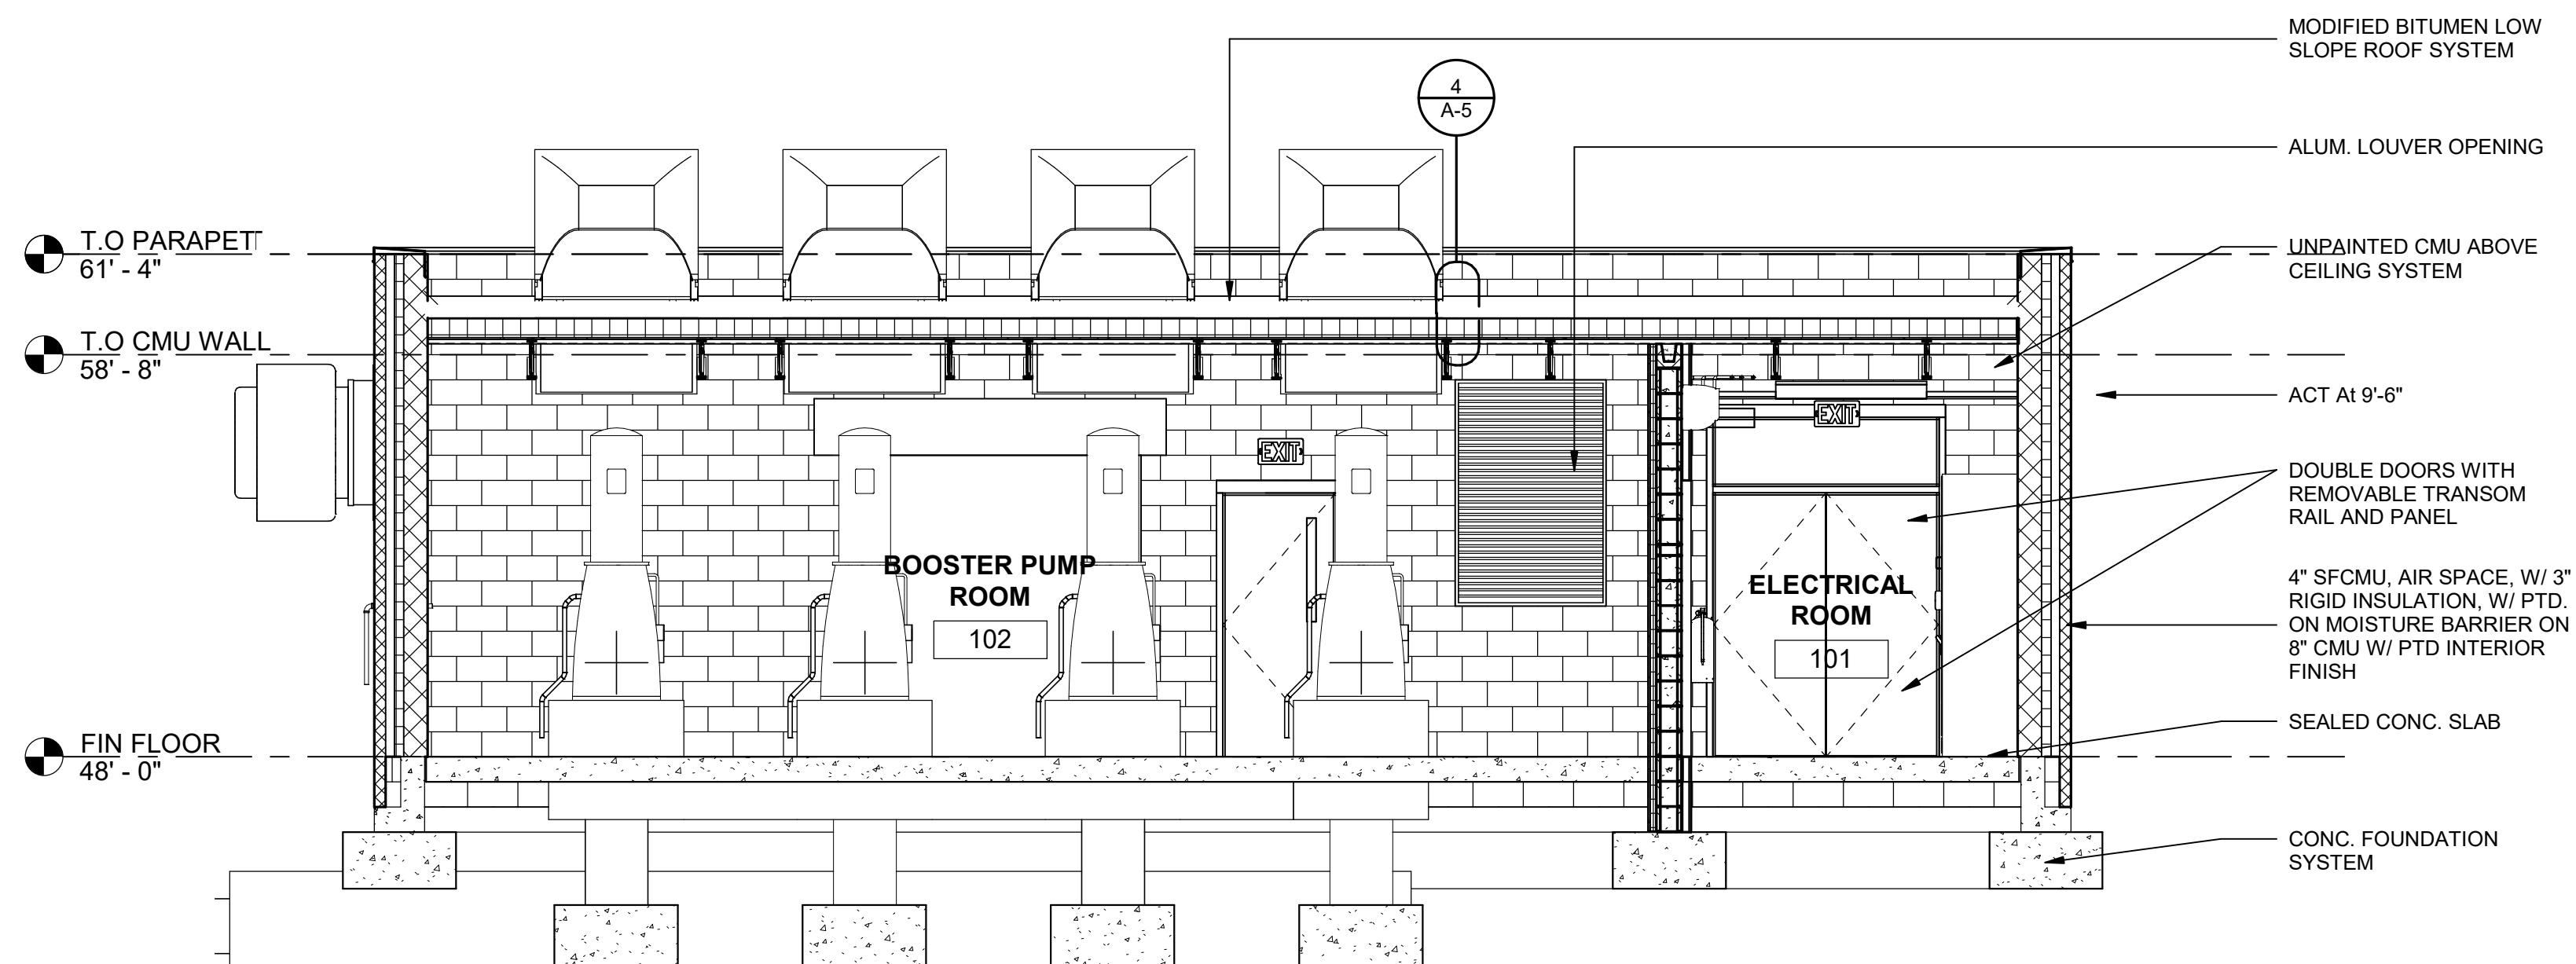 MODIFIED BITUMEN LOW
SLOPE ROOF SYSTEM
4
A-5
ALUM. LOUVER OPENING
T.O PARAPET
61' - 4"
UNPAINTED CMU ABOVE
CEILING SYSTEM
T.O CMU WALL
58' - 8"
ACT At 9'-6"
EXIT
EXIT
DOUBLE DOORS WITH
REMOVABLE TRANSOM
RAIL AND PANEL
BOOSTER PUMP
ROOM
102
ELECTRICAL
ROOM
101
4" SFCMU, AIR SPACE, W/ 3"
RIGID INSULATION, W/ PTD.
ON MOISTURE BARRIER ON
8" CMU W/ PTD INTERIOR
FINISH
SEALED CONC. SLAB
FIN FLOOR
48' - 0"
CONC. FOUNDATION
SYSTEM